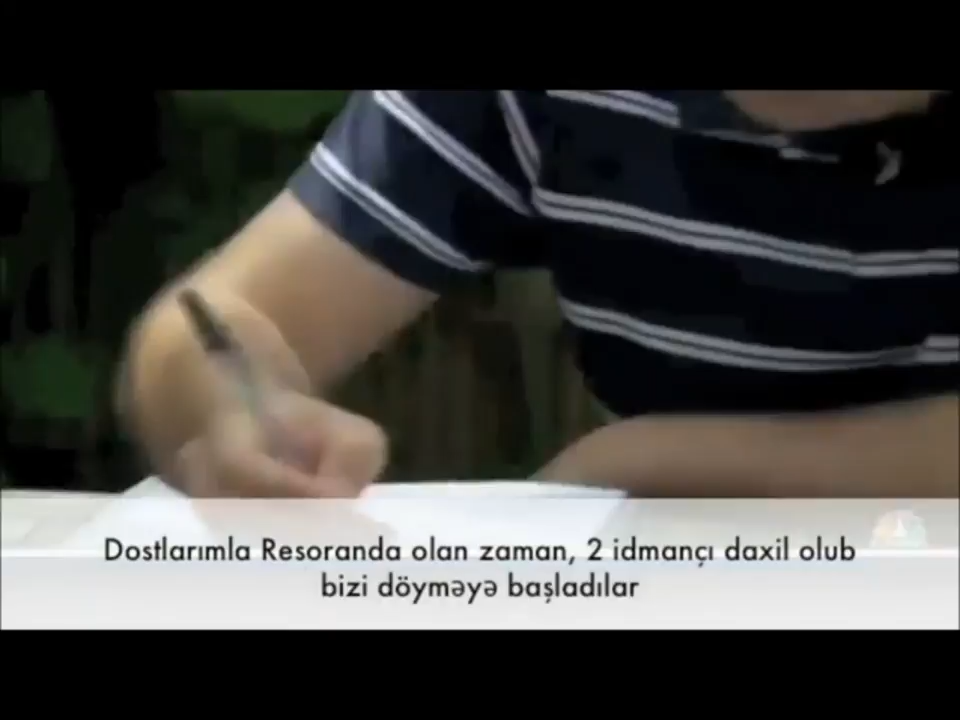 Dostlarımla Resoranda olan zaman, 2 idmançı daxil olub
bizi döyməyə başladılar